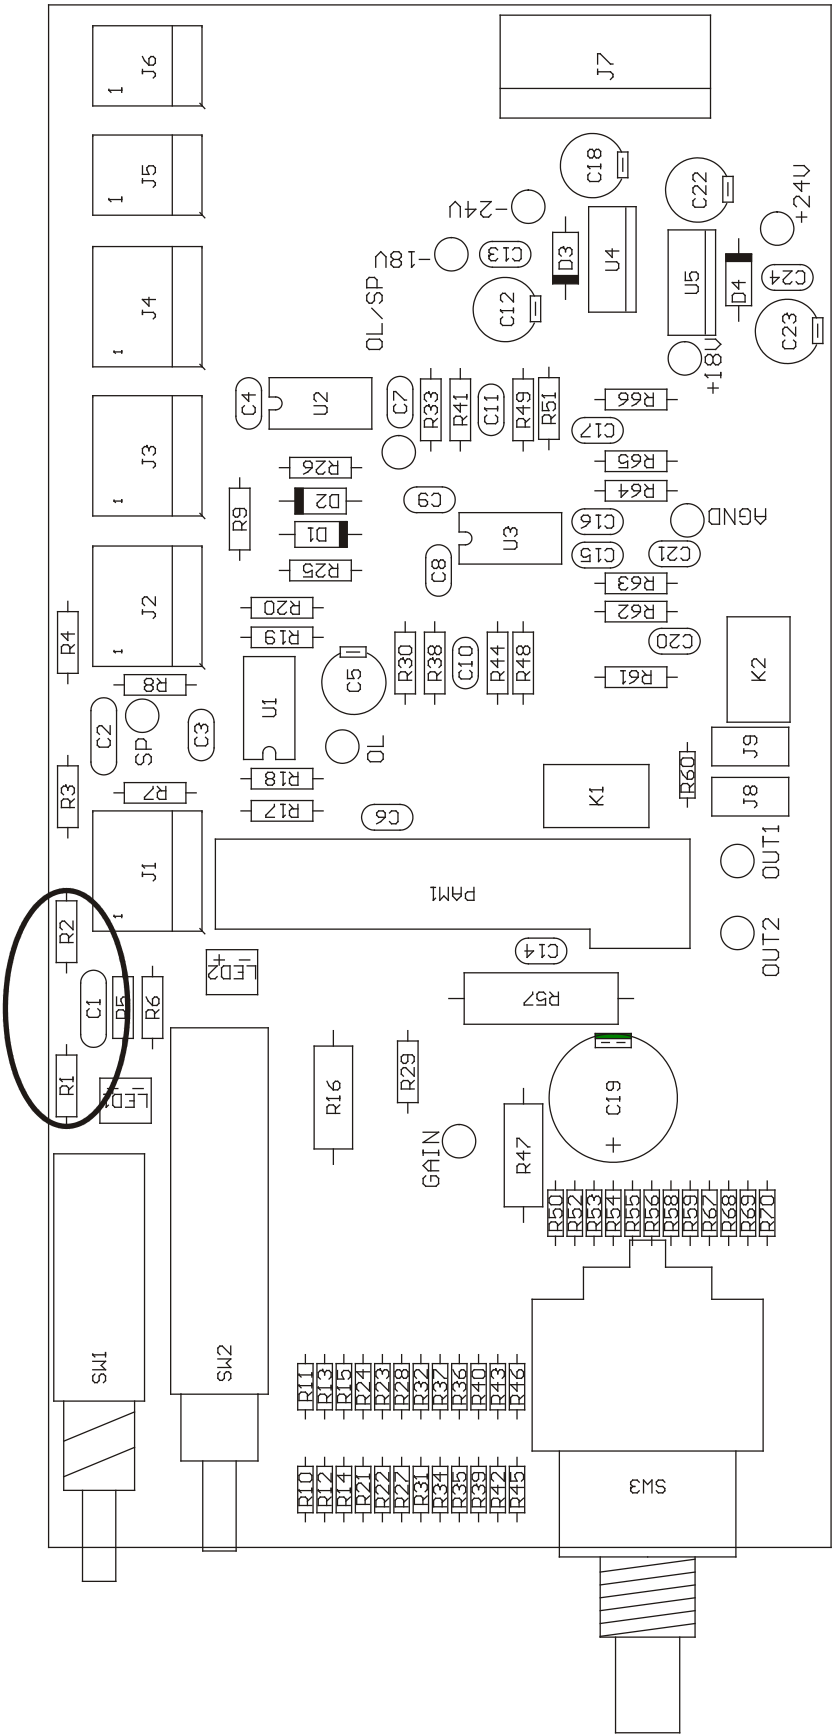 J6
1
J7
J5
1
C18
C22
+24V
-24V
-18V
C13
D3
U4
U5
D4
C24
J4
1
OL/SP
C12
C23
+18V
C4
U2
C7
R33
R41
C11
R49
R51
R66
C17
J3
1
R26
R65
R9
D2
C9
R64
D1
U3
C16
AGND
C15
C21
R25
C8
R63
J2
1
R20
R62
R4
R19
R30
R38
C10
R44
R48
C20
R8
C5
R61
K2
C2
SP
C3
U1
OL
J9
R3
R7
R18
R60
K1
J8
R17
C6
J1
1
PAM1
OUT1
R2
OUT2
LED2
- +
C14
C1
R5
R6
R57
R1
LED1
R16
R29
C19
+
GAIN
R47
R50
R52
R53
R54
R55
R56
R58
R59
R67
R68
R69
R70
SW1
SW2
R11
R13
R15
R24
R23
R28
R32
R37
R36
R40
R43
R46
R10
R12
R14
R21
R22
R27
R31
R34
R35
R39
R42
R45
SW3